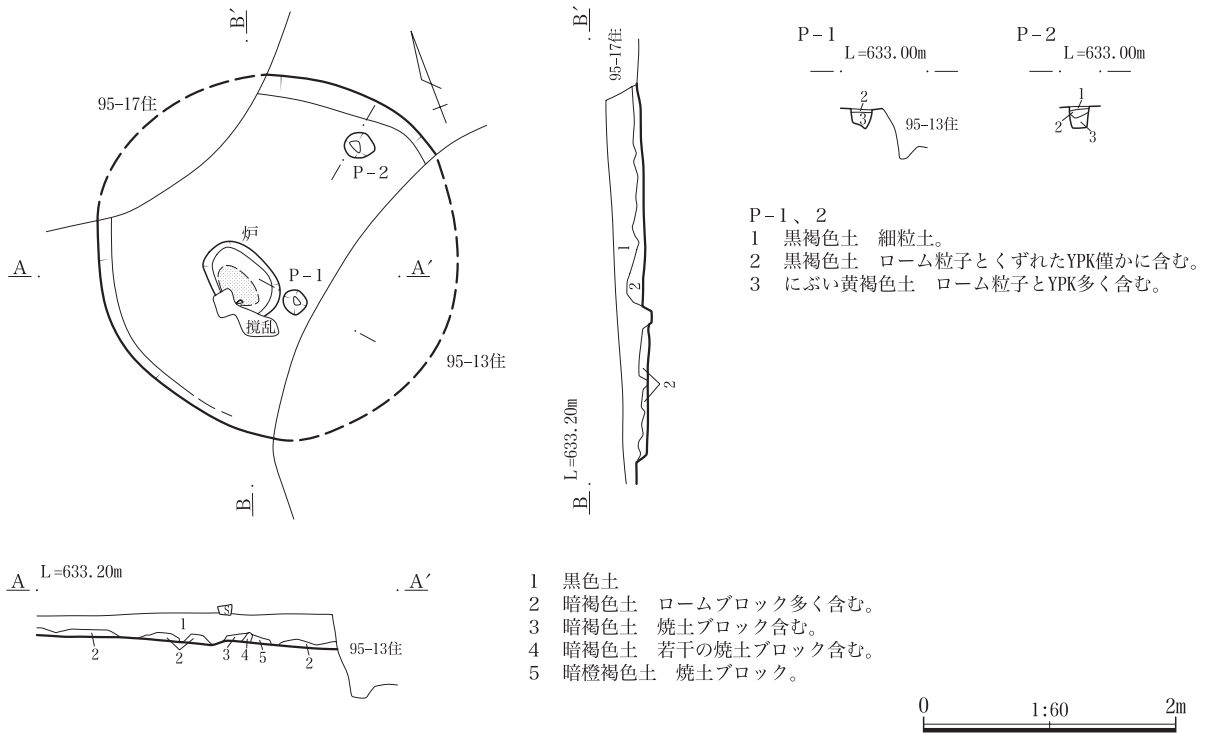 B′
95-17住
P-2
炉
A
A′
P-1
撹乱
95-13住
B
B′
95-17住
1
2
2
L=633.20m
B
P-1
L=633.00m
2
3
95-13住
P-2
L=633.00m
1
2
3
P-1、2
1 黒褐色土 細粒土。
2 黒褐色土 ローム粒子とくずれたYPK僅かに含む。
3 にぶい黄褐色土 ローム粒子とYPK多く含む。
A
L=633.20m
A′
S
1
2
2
3
4
5
2
95-13住
1 黒色土
2 暗褐色土 ロームブロック多く含む。
3 暗褐色土 焼土ブロック含む。
4 暗褐色土 若干の焼土ブロック含む。
5 暗橙褐色土 焼土ブロック。
0 1:60 2m